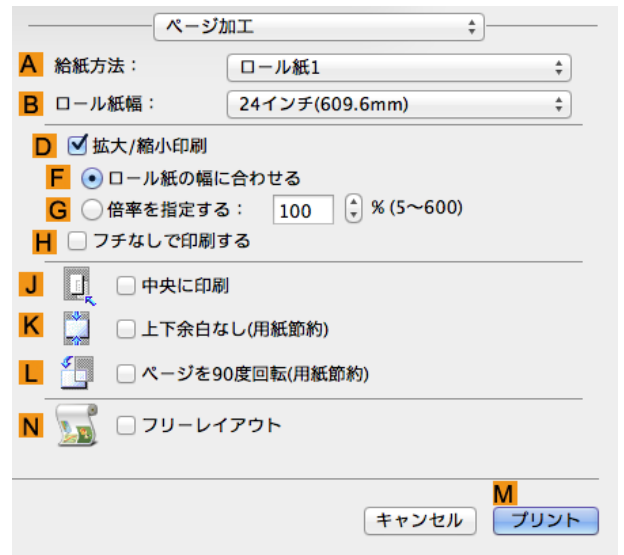 ページ加工
A 給紙方法： ロール紙1
B ロール紙幅： 24インチ(609.6mm)
D 拡大/縮小印刷
F ロール紙の幅に合わせる
G 倍率を指定する： 100 % (5〜600)
H フチなしで印刷する
J 中央に印刷
K 上下余白なし(用紙節約)
L ページを90度回転(用紙節約)
N フリーレイアウト
M
キャンセル プリント